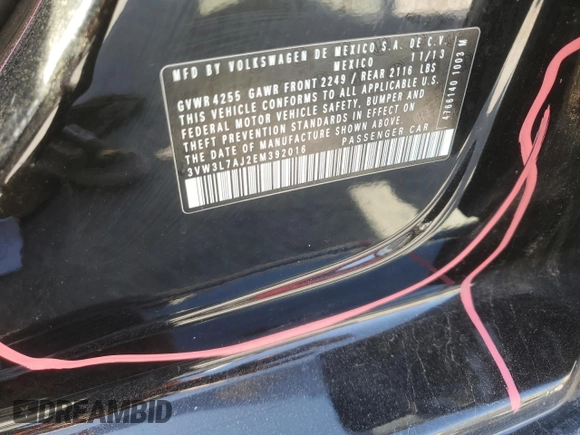 MFD BY VOLKSWAGEN DE MEXICO S.A. DE C.V.
MEXICO 11/13
GVWR 4255 GAWR FRONT 2249 / REAR 2116 LBS
THIS VEHICLE CONFORMS TO ALL APPLICABLE U.S.
FEDERAL MOTOR VEHICLE SAFETY, BUMPER AND
THEFT PREVENTION STANDARDS IN EFFECT ON
THE DATE OF MANUFACTURE SHOWN ABOVE.
3VW3L7AJ2EM392016 PASSENGER CAR
4766140 1003 M
DREAMBID